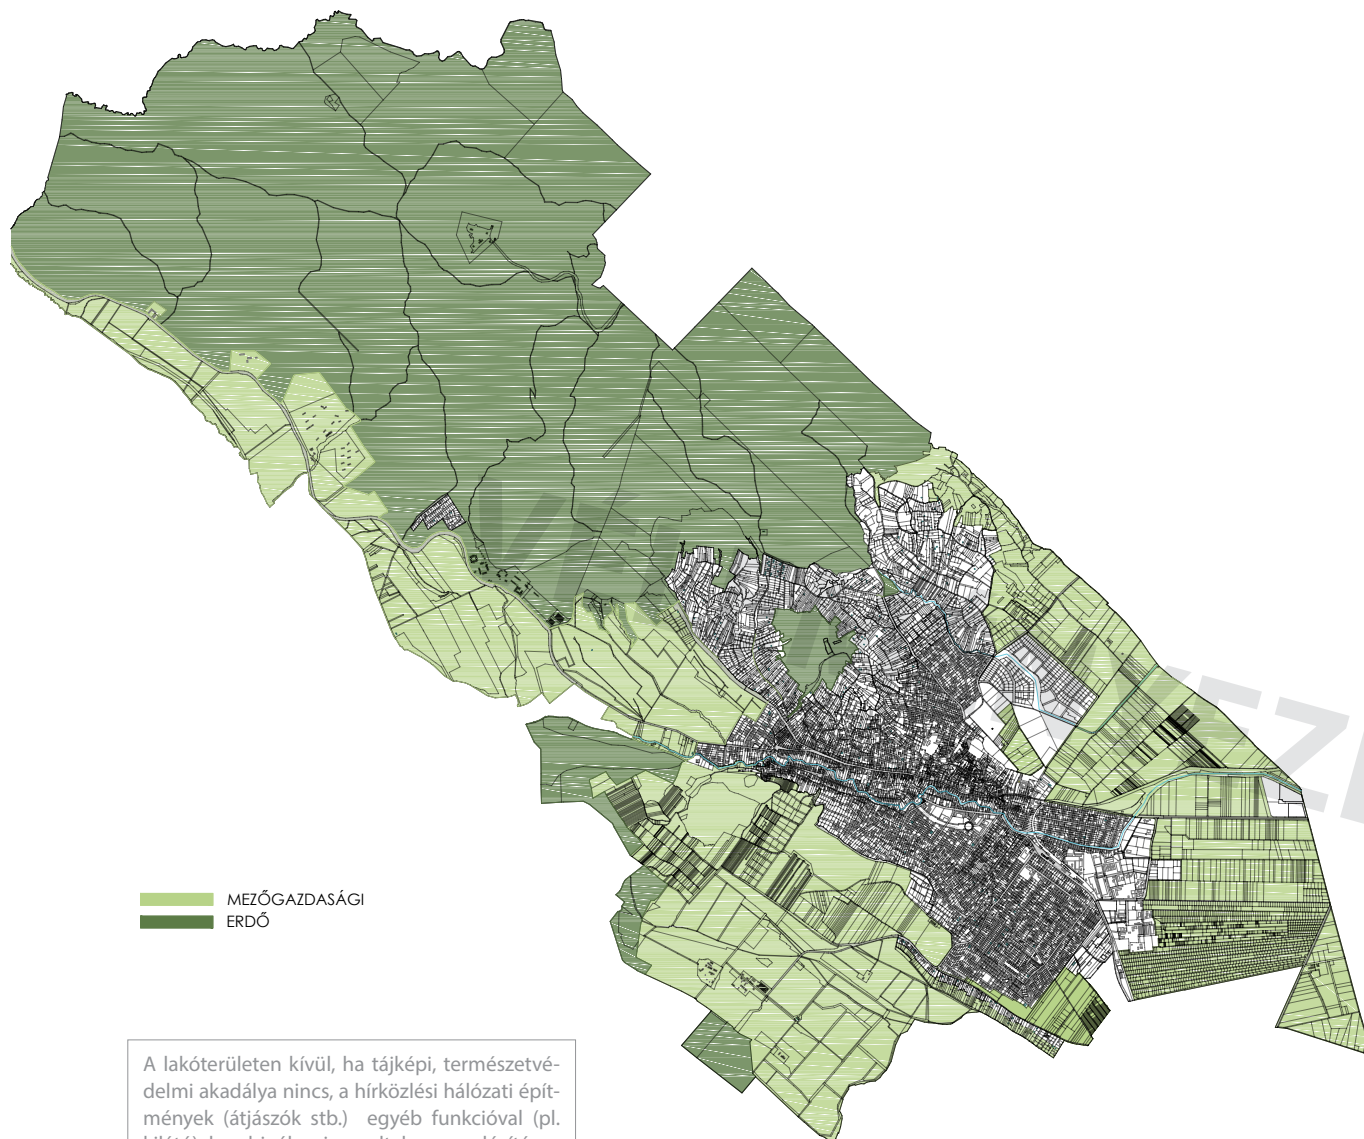 MEZŐGAZDASÁGI
ERDŐ
A lakóterületen kívül, ha tájképi, természetvé-
delmi akadálya nincs, a hírközlési hálózati épít-
mények (átjászók stb.) egyéb funkcióval (pl.